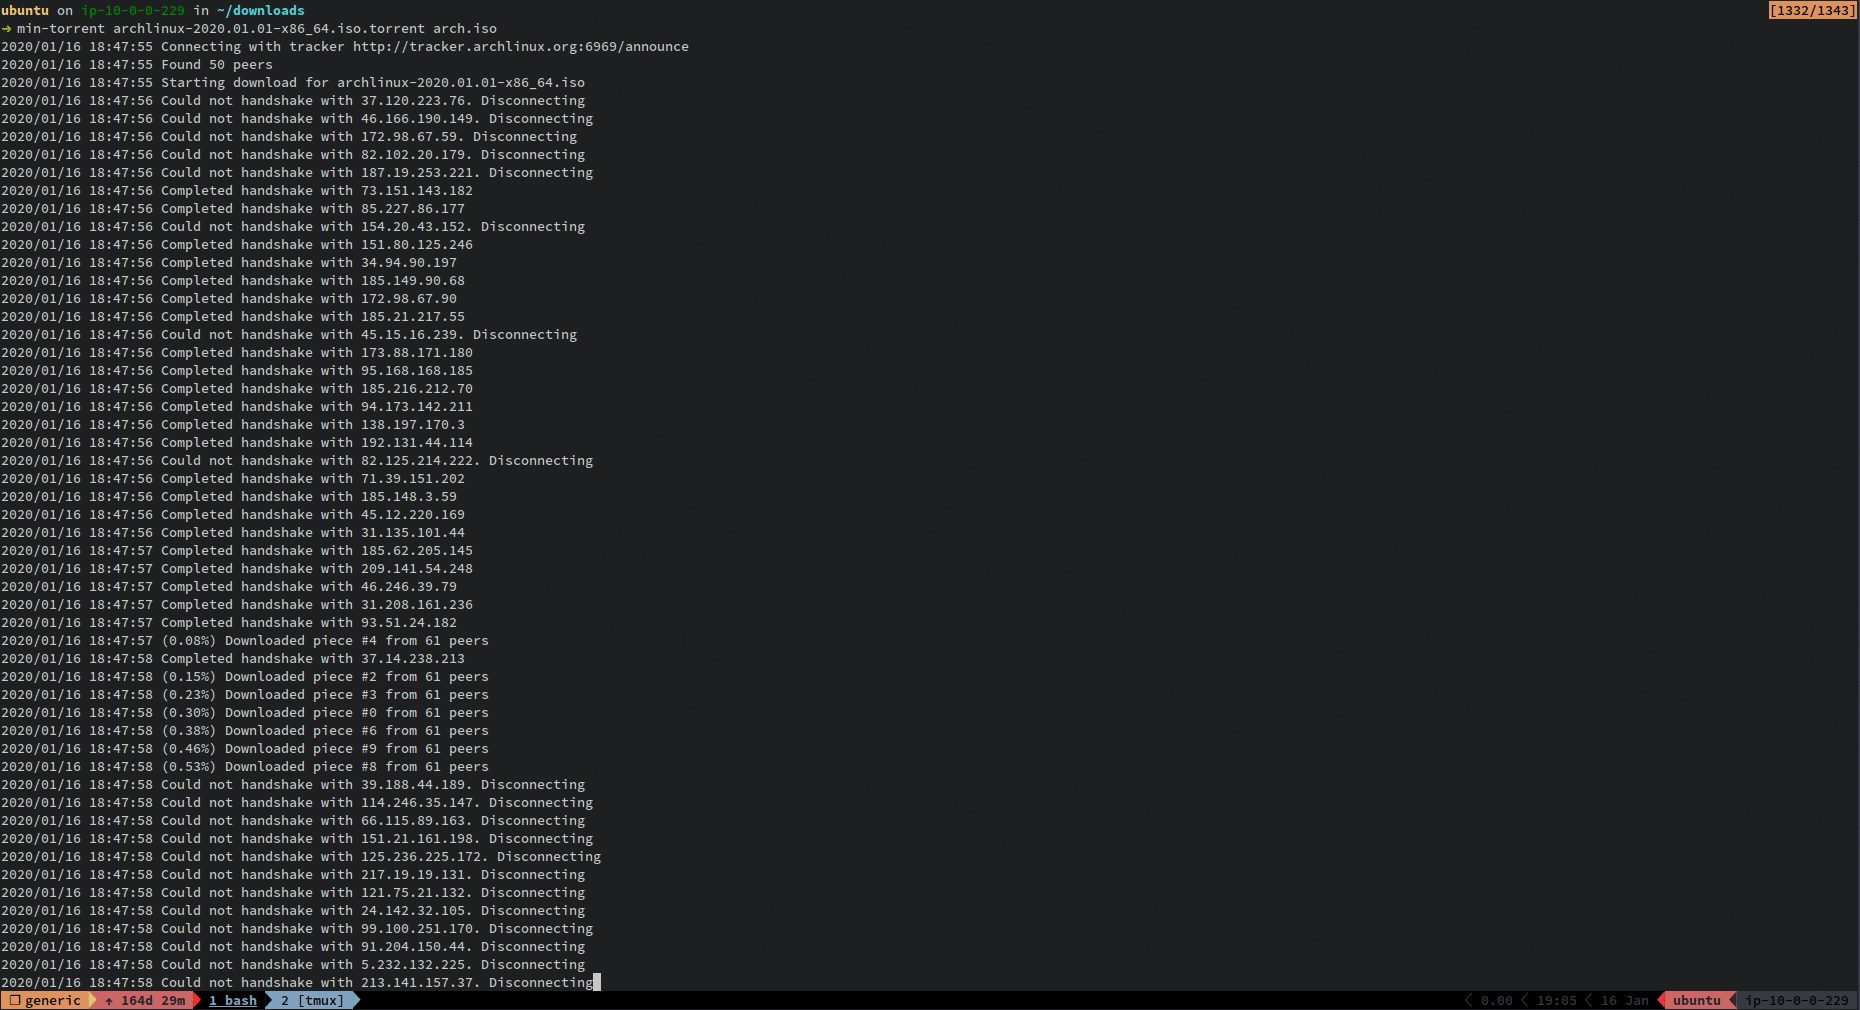 ubuntu on ip-10-0-0-229 in ~/downloads [1332/1343]
→ min-torrent archlinux-2020.01.01-x86_64.iso.torrent arch.iso
2020/01/16 18:47:55 Connecting with tracker http://tracker.archlinux.org:6969/announce
2020/01/16 18:47:55 Found 50 peers
2020/01/16 18:47:55 Starting download for archlinux-2020.01.01-x86_64.iso
2020/01/16 18:47:56 Could not handshake with 37.120.223.76. Disconnecting
2020/01/16 18:47:56 Could not handshake with 46.166.190.149. Disconnecting
2020/01/16 18:47:56 Could not handshake with 172.98.67.59. Disconnecting
2020/01/16 18:47:56 Could not handshake with 82.102.20.179. Disconnecting
2020/01/16 18:47:56 Could not handshake with 187.19.253.221. Disconnecting
2020/01/16 18:47:56 Completed handshake with 73.151.143.182
2020/01/16 18:47:56 Completed handshake with 85.227.86.177
2020/01/16 18:47:56 Could not handshake with 154.20.43.152. Disconnecting
2020/01/16 18:47:56 Completed handshake with 151.80.125.246
2020/01/16 18:47:56 Completed handshake with 34.94.90.197
2020/01/16 18:47:56 Completed handshake with 185.149.90.68
2020/01/16 18:47:56 Completed handshake with 172.98.67.90
2020/01/16 18:47:56 Completed handshake with 185.21.217.55
2020/01/16 18:47:56 Could not handshake with 45.15.16.239. Disconnecting
2020/01/16 18:47:56 Completed handshake with 173.88.171.180
2020/01/16 18:47:56 Completed handshake with 95.168.168.185
2020/01/16 18:47:56 Completed handshake with 185.216.212.70
2020/01/16 18:47:56 Completed handshake with 94.173.142.211
2020/01/16 18:47:56 Completed handshake with 138.197.170.3
2020/01/16 18:47:56 Completed handshake with 192.131.44.114
2020/01/16 18:47:56 Could not handshake with 82.125.214.222. Disconnecting
2020/01/16 18:47:56 Completed handshake with 71.39.151.202
2020/01/16 18:47:56 Completed handshake with 185.148.3.59
2020/01/16 18:47:56 Completed handshake with 45.12.220.169
2020/01/16 18:47:56 Completed handshake with 31.135.101.44
2020/01/16 18:47:57 Completed handshake with 185.62.205.145
2020/01/16 18:47:57 Completed handshake with 209.141.54.248
2020/01/16 18:47:57 Completed handshake with 46.246.39.79
2020/01/16 18:47:57 Completed handshake with 31.208.161.236
2020/01/16 18:47:57 Completed handshake with 93.51.24.182
2020/01/16 18:47:57 (0.08%) Downloaded piece #4 from 61 peers
2020/01/16 18:47:58 Completed handshake with 37.14.238.213
2020/01/16 18:47:58 (0.15%) Downloaded piece #2 from 61 peers
2020/01/16 18:47:58 (0.23%) Downloaded piece #3 from 61 peers
2020/01/16 18:47:58 (0.30%) Downloaded piece #0 from 61 peers
2020/01/16 18:47:58 (0.38%) Downloaded piece #6 from 61 peers
2020/01/16 18:47:58 (0.46%) Downloaded piece #9 from 61 peers
2020/01/16 18:47:58 (0.53%) Downloaded piece #8 from 61 peers
2020/01/16 18:47:58 Could not handshake with 39.188.44.189. Disconnecting
2020/01/16 18:47:58 Could not handshake with 114.246.35.147. Disconnecting
2020/01/16 18:47:58 Could not handshake with 66.115.89.163. Disconnecting
2020/01/16 18:47:58 Could not handshake with 151.21.161.198. Disconnecting
2020/01/16 18:47:58 Could not handshake with 125.236.225.172. Disconnecting
2020/01/16 18:47:58 Could not handshake with 217.19.19.131. Disconnecting
2020/01/16 18:47:58 Could not handshake with 121.75.21.132. Disconnecting
2020/01/16 18:47:58 Could not handshake with 24.142.32.105. Disconnecting
2020/01/16 18:47:58 Could not handshake with 99.100.251.170. Disconnecting
2020/01/16 18:47:58 Could not handshake with 91.204.150.44. Disconnecting
2020/01/16 18:47:58 Could not handshake with 5.232.132.225. Disconnecting
2020/01/16 18:47:58 Could not handshake with 213.141.157.37. Disconnecting
❐ generic ↑ 164d 29m 1 bash 2 [tmux] 0.00 19:05 16 Jan ubuntu ip-10-0-0-229